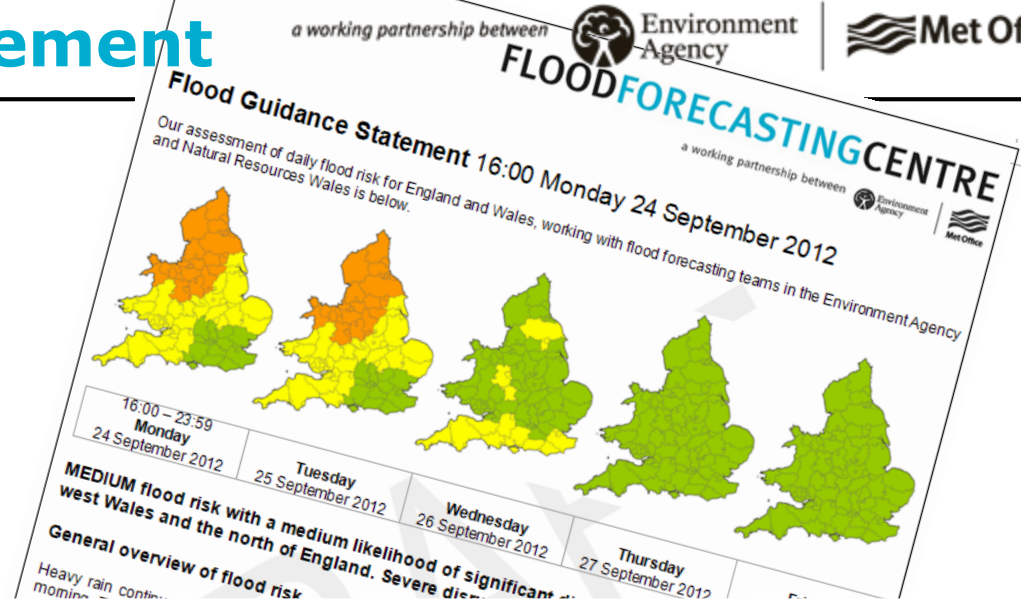 ement
a working partnership between
Environment
Agency
Met Of
FLOODFORECASTINGCENTRE
a working partnership between
Environment
Agency
Met Office
Flood Guidance Statement 16:00 Monday 24 September 2012
Our assessment of daily flood risk for England and Wales, working with flood forecasting teams in the Environment Agency
and Natural Resources Wales is below.
16:00 – 23:59
Monday
24 September 2012
Tuesday
25 September 2012
Wednesday
26 September 2012
Thursday
27 September 2012
MEDIUM flood risk with a medium likelihood of significant
west Wales and the north of England. Severe
General overview of flood risk
Heavy rain
morning.